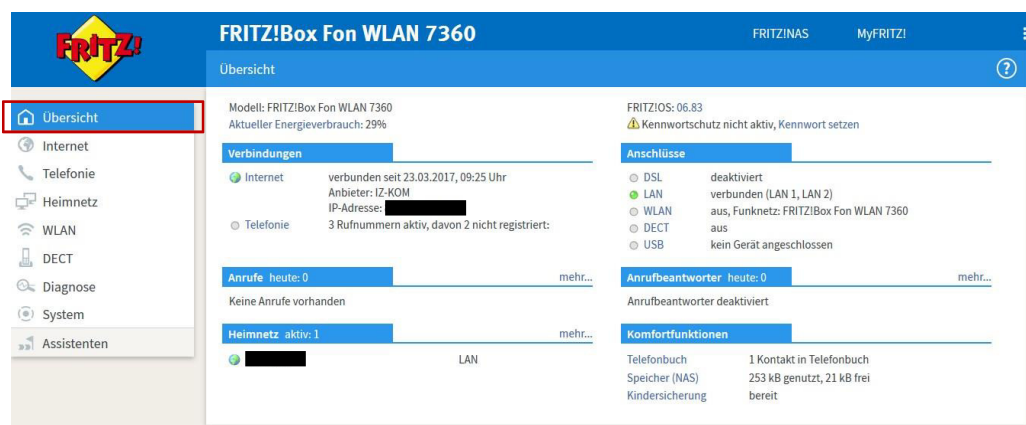 FRITZ!
FRITZ!Box Fon WLAN 7360
FRITZ!NAS
MyFRITZ!
Übersicht
?
Übersicht
Internet
Telefonie
Heimnetz
WLAN
DECT
Diagnose
System
Assistenten
Modell: FRITZ!Box Fon WLAN 7360
Aktueller Energieverbrauch: 29%
FRITZ!OS: 06.83
Kennwortschutz nicht aktiv, Kennwort setzen
Verbindungen
Internet verbunden seit 23.03.2017, 09:25 Uhr
Anbieter: IZ-KOM
IP-Adresse:
Telefonie 3 Rufnummern aktiv, davon 2 nicht registriert:
Anschlüsse
DSL deaktiviert
LAN verbunden (LAN 1, LAN 2)
WLAN aus, Funknetz: FRITZ!Box Fon WLAN 7360
DECT aus
USB kein Gerät angeschlossen
Anrufe heute: 0 mehr...
Keine Anrufe vorhanden
Anrufbeantworter heute: 0 mehr...
Anrufbeantworter deaktiviert
Heimnetz aktiv: 1 mehr...
LAN
Komfortfunktionen
Telefonbuch 1 Kontakt in Telefonbuch
Speicher (NAS) 253 kB genutzt, 21 kB frei
Kindersicherung bereit